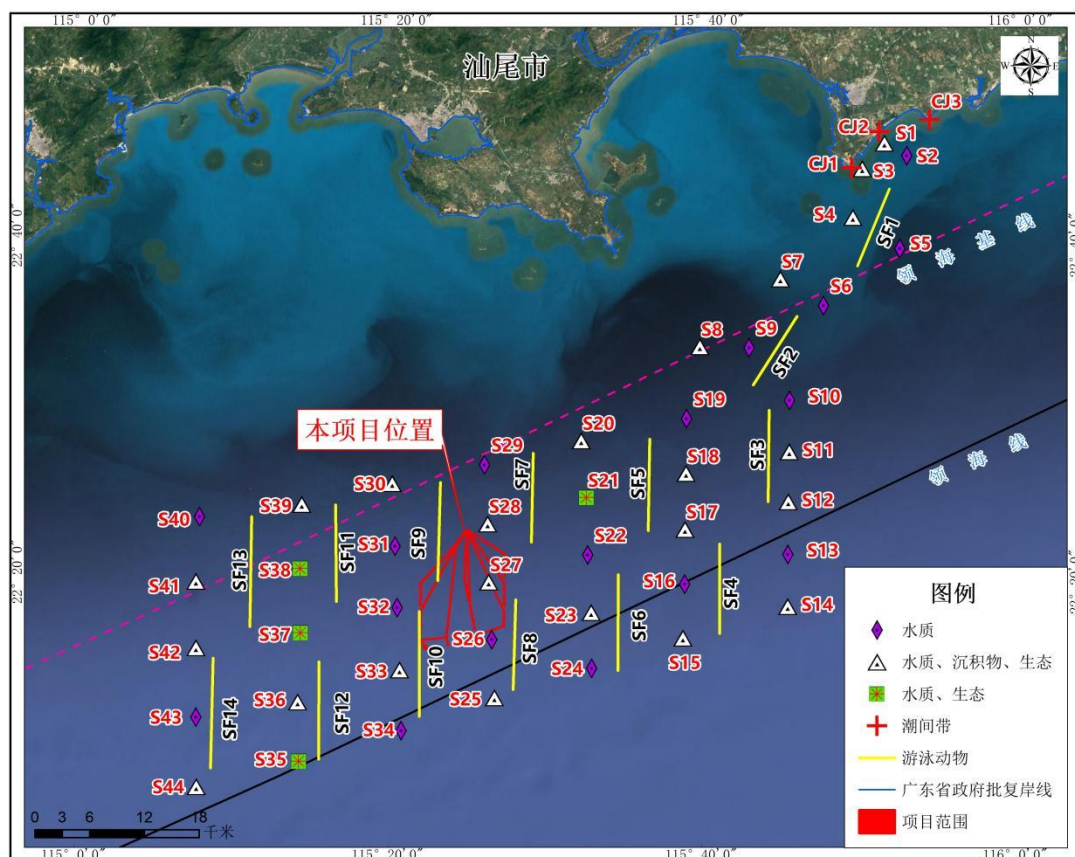 115° 0′0″
115° 20′0″
115° 40′0″
116° 0′0″
汕尾市
N
W
E
S
CJ3
CJ2
S1
S2
CJ1
S3
S4
SF1
S5
22° 40′0″
22° 40′0″
领海基线
S7
S6
S8
S9
SF2
S19
S10
本项目位置
S20
S29
SF7
SF5
S18
SF3
S11
领海线
S30
S21
S39
S28
S12
S40
S17
S31
SF9
S22
S13
SF13
SF11
22° 20′0″
22° 20′0″
S38
S41
S27
S16
SF4
S32
S23
SF6
S14
S37
S26
S15
S42
SF8
S33
SF10
S24
S36
S25
SF14
SF12
S43
S34
S35
S44
0 3 6 12 18
千米
图例
水质
水质、沉积物、生态
水质、生态
潮间带
游泳动物
广东省政府批复岸线
项目范围
115° 0′0″
115° 20′0″
115° 40′0″
116° 0′0″